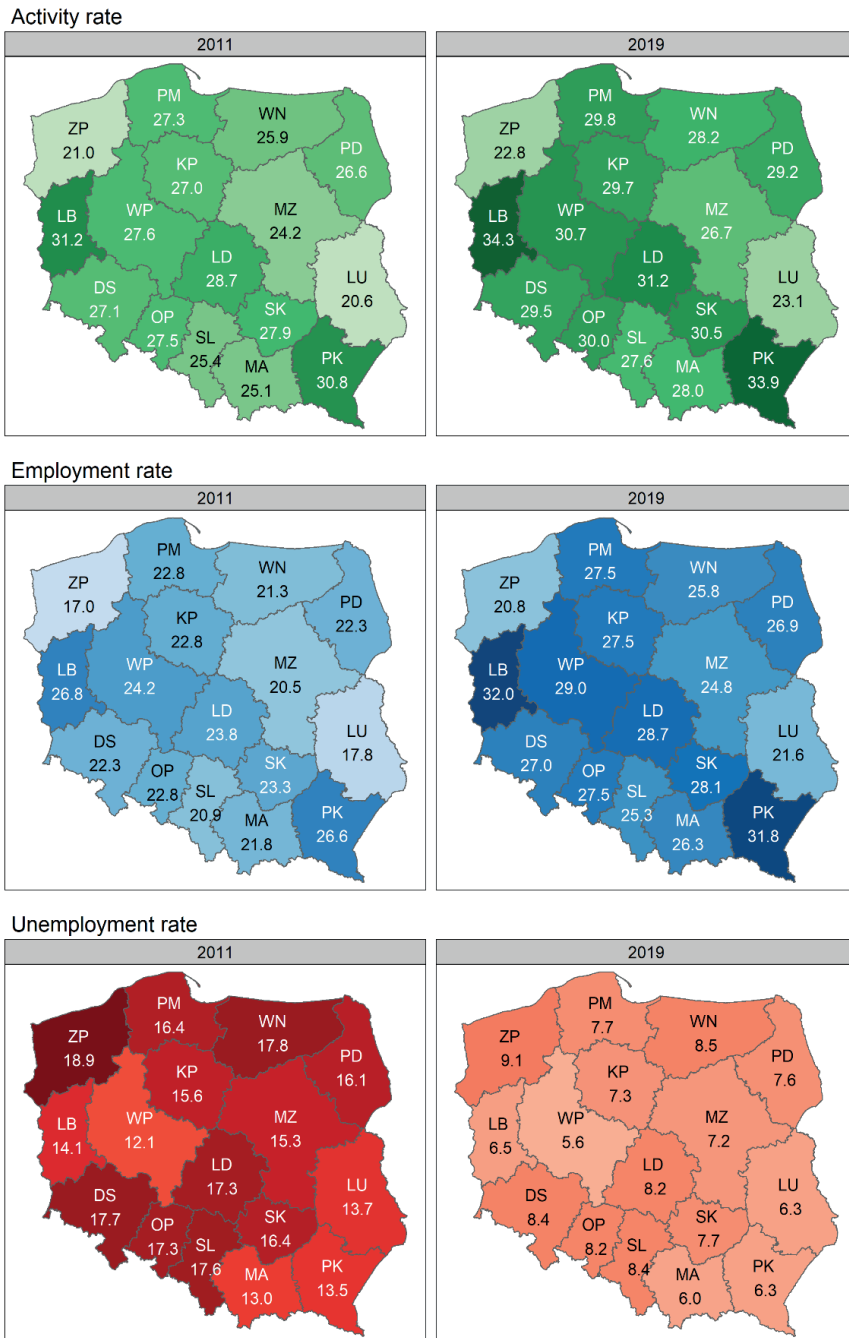 Activity rate
2011
ZP
21.0
PM
27.3
WN
25.9
PD
26.6
KP
27.0
LB
31.2
WP
27.6
MZ
24.2
LD
28.7
LU
20.6
DS
27.1
OP
27.5
SL
25.4
SK
27.9
MA
25.1
PK
30.8
2019
ZP
22.8
PM
29.8
WN
28.2
PD
29.2
KP
29.7
LB
34.3
WP
30.7
MZ
26.7
LD
31.2
LU
23.1
DS
29.5
OP
30.0
SL
27.6
SK
30.5
MA
28.0
PK
33.9
Employment rate
2011
ZP
17.0
PM
22.8
WN
21.3
PD
22.3
KP
22.8
LB
26.8
WP
24.2
MZ
20.5
LD
23.8
LU
17.8
DS
22.3
OP
22.8
SL
20.9
SK
23.3
MA
21.8
PK
26.6
2019
ZP
20.8
PM
27.5
WN
25.8
PD
26.9
KP
27.5
LB
32.0
WP
29.0
MZ
24.8
LD
28.7
LU
21.6
DS
27.0
OP
27.5
SL
25.3
SK
28.1
MA
26.3
PK
31.8
Unemployment rate
2011
ZP
18.9
PM
16.4
WN
17.8
PD
16.1
KP
15.6
LB
14.1
WP
12.1
MZ
15.3
LD
17.3
LU
13.7
DS
17.7
OP
17.3
SL
17.6
SK
16.4
MA
13.0
PK
13.5
2019
ZP
9.1
PM
7.7
WN
8.5
PD
7.6
KP
7.3
LB
6.5
WP
5.6
MZ
7.2
LD
8.2
LU
6.3
DS
8.4
OP
8.2
SL
8.4
SK
7.7
MA
6.0
PK
6.3